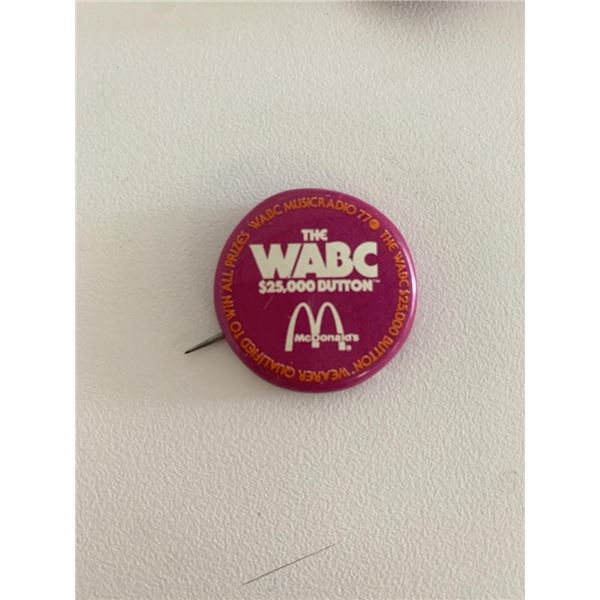 THE
WABC
$25,000 BUTTON™
McDonald's®
WABC MUSICRADIO 77 THE WABC $25,000 BUTTON™ WEARER QUALIFIED TO WIN ALL PRIZES